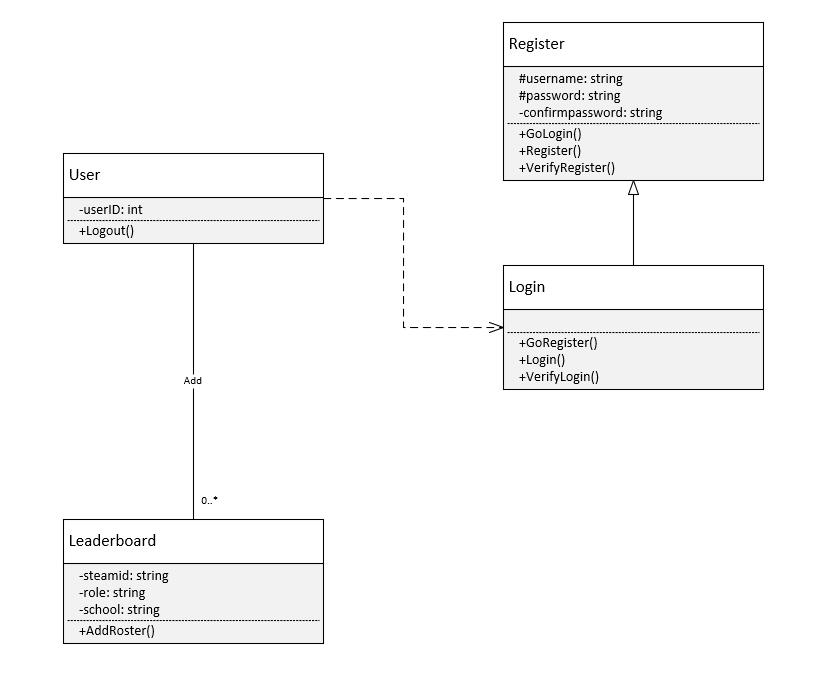 Register
#username: string
#password: string
-confirmpassword: string
+GoLogin()
+Register()
+VerifyRegister()
User
-userID: int
+Logout()
Login
+GoRegister()
+Login()
+VerifyLogin()
Add
0..*
Leaderboard
-steamid: string
-role: string
-school: string
+AddRoster()